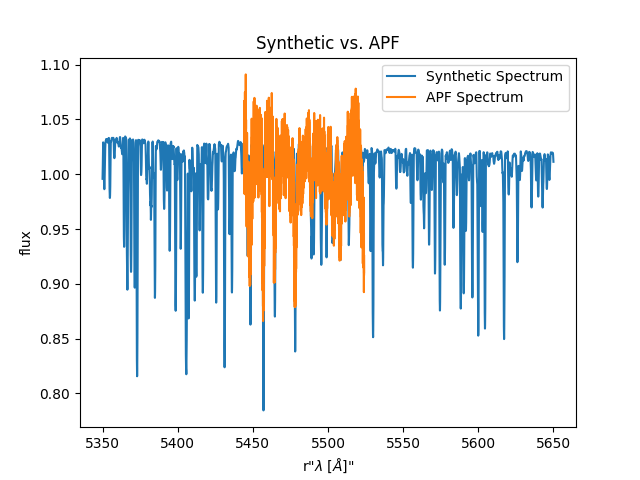 Synthetic vs. APF
Synthetic Spectrum
APF Spectrum
flux
1.10
1.05
1.00
0.95
0.90
0.85
0.80
5350 5400 5450 5500 5550 5600 5650
r"λ [Å]"